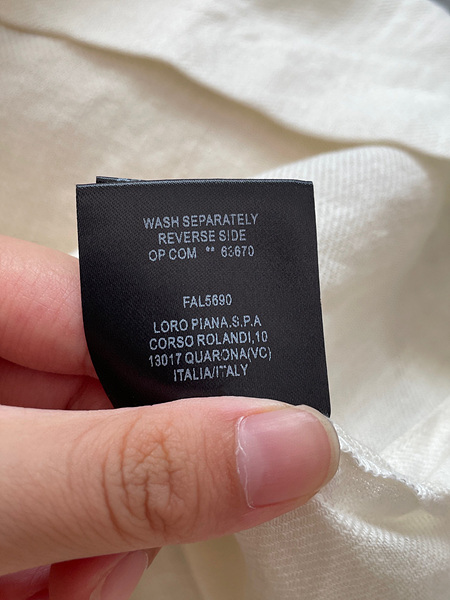 WASH SEPARATELY
REVERSE SIDE
OP COM ** 63670
FAL5690
LORO PIANA.S.P.A
CORSO ROLANDI,10
13017 QUARONA(VC)
ITALIA/ITALY